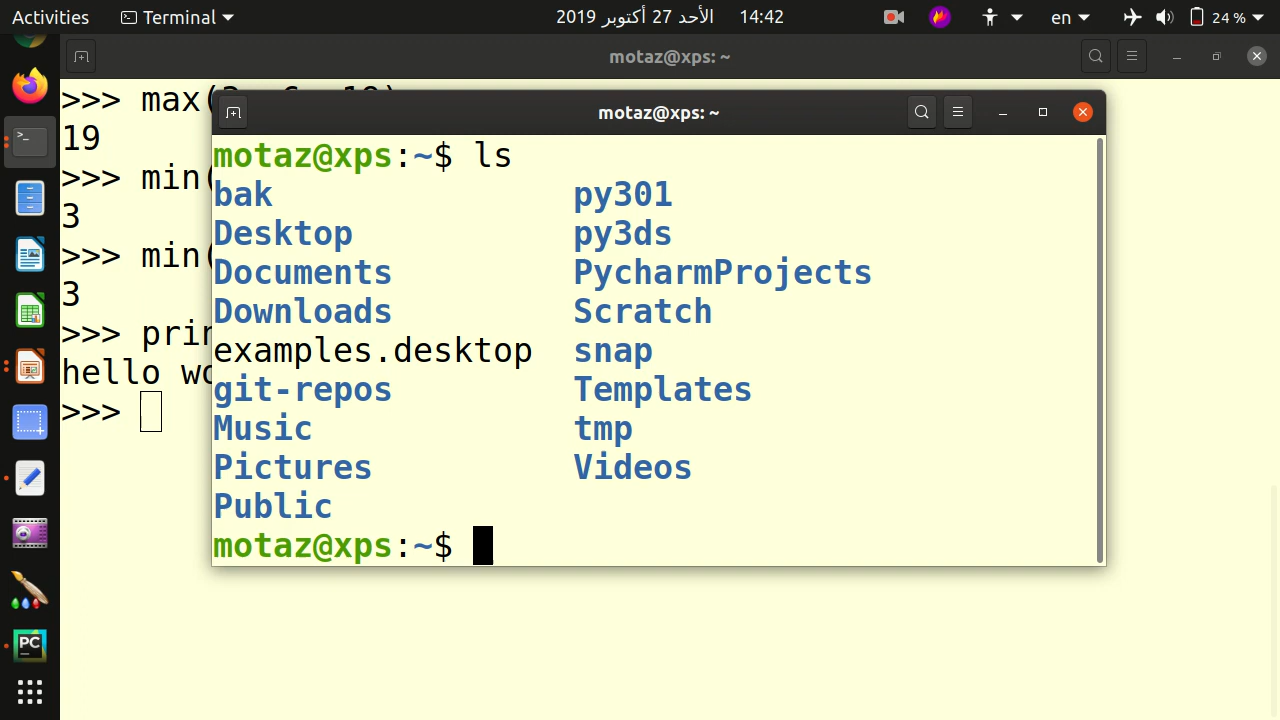 Activities Terminal الأحد 27 أكتوبر 2019 14:42 en 24 %
motaz@xps: ~
>>> max(
19
>>> min(
3
>>> min(
3
>>> prin
hello wo
>>>
motaz@xps: ~
motaz@xps:~$ ls
bak py301
Desktop py3ds
Documents PycharmProjects
Downloads Scratch
examples.desktop snap
git-repos Templates
Music tmp
Pictures Videos
Public
motaz@xps:~$
PC